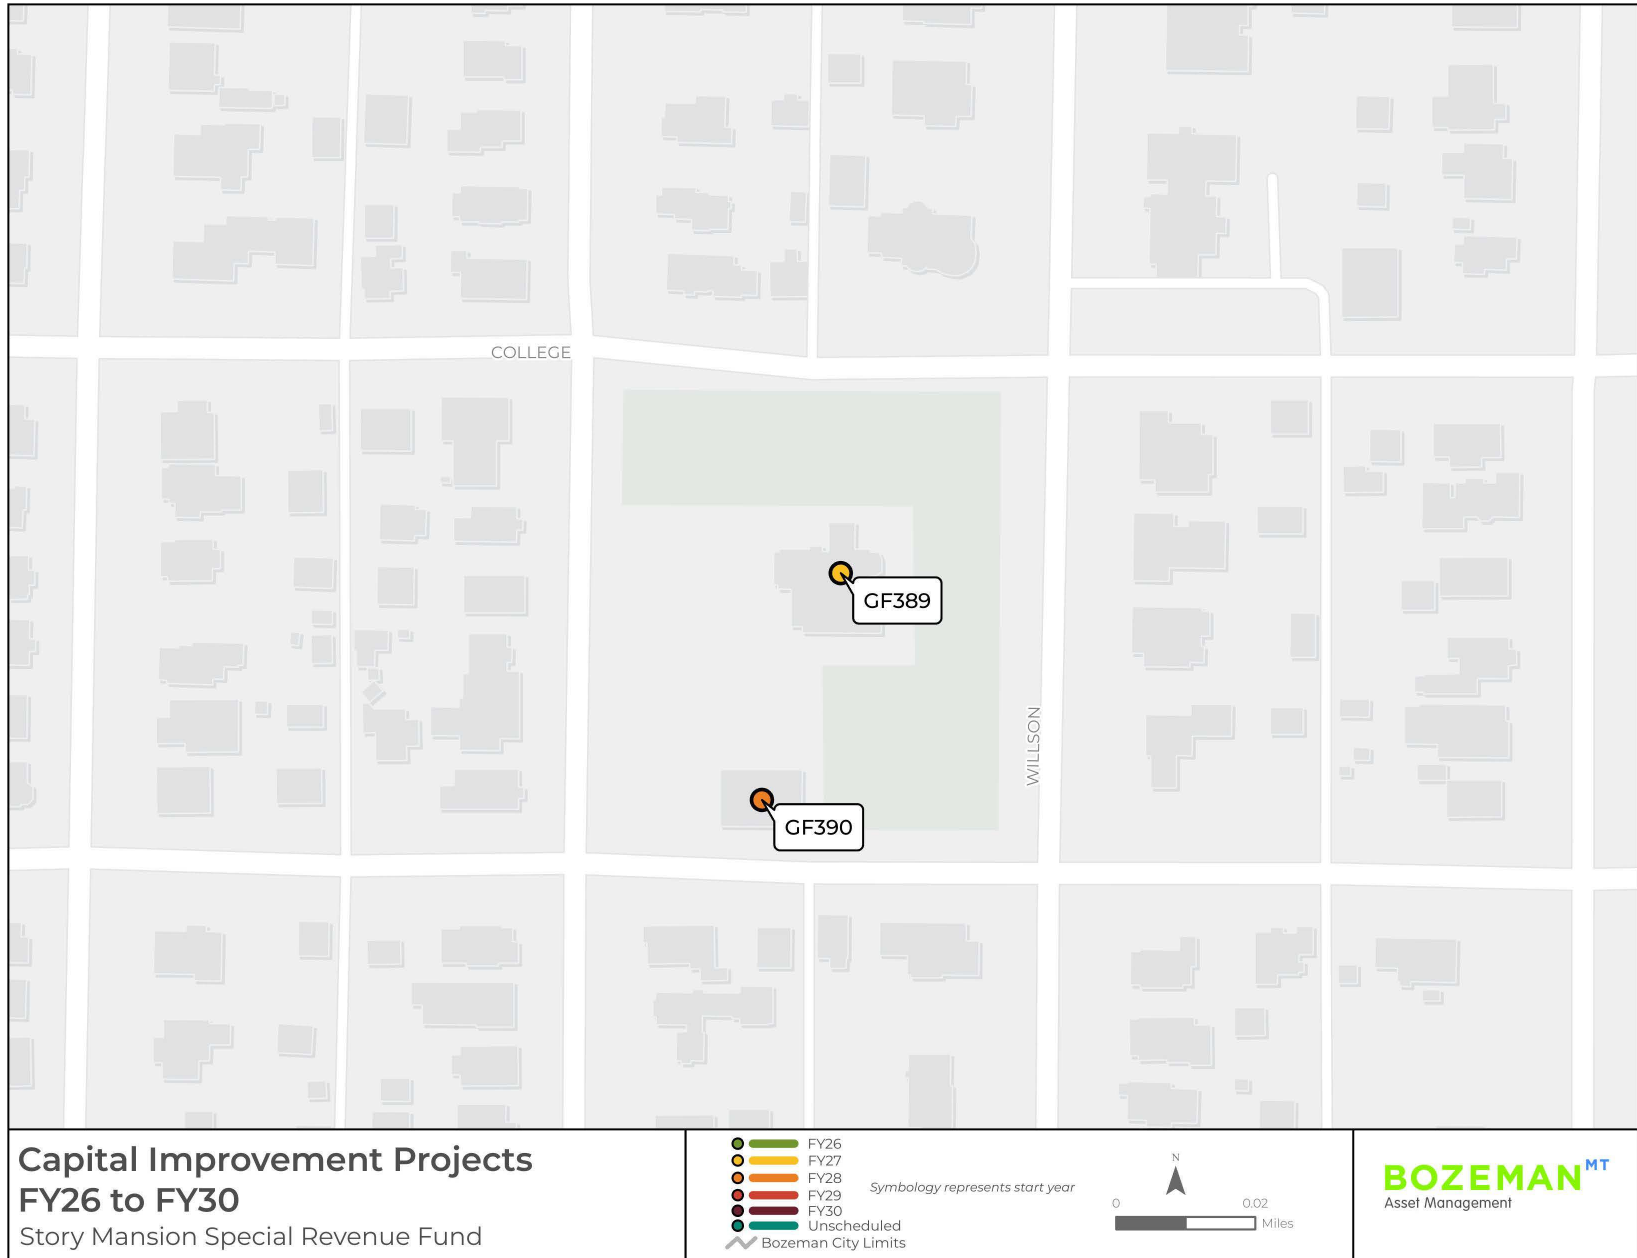 COLLEGE
GF389
WILLSON
GF390
Capital Improvement Projects
FY26 to FY30
Story Mansion Special Revenue Fund
FY26
FY27
FY28
FY29
FY30
Unscheduled
Bozeman City Limits
Symbology represents start year
N
0 0.02
Miles
BOZEMAN MT
Asset Management